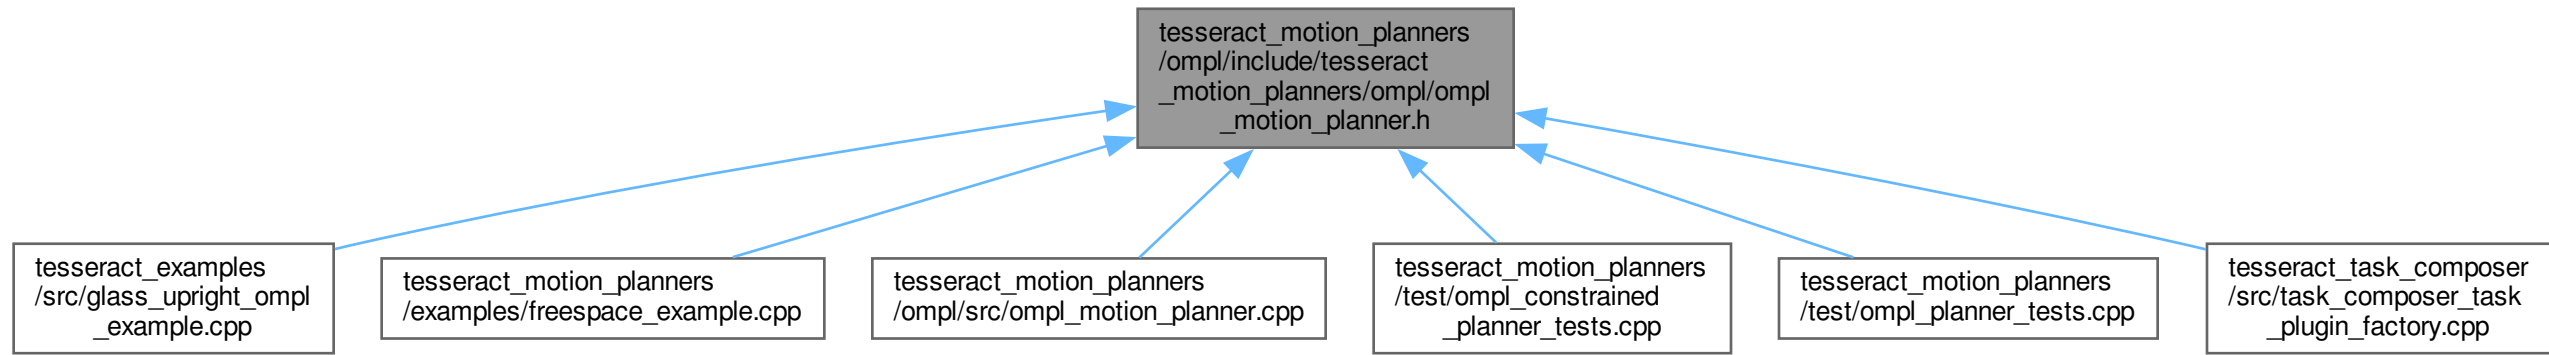 tesseract_motion_planners
/ompl/include/tesseract
_motion_planners/ompl/ompl
_motion_planner.h
tesseract_examples
/src/glass_upright_ompl
_example.cpp
tesseract_motion_planners
/examples/freespace_example.cpp
tesseract_motion_planners
/ompl/src/ompl_motion_planner.cpp
tesseract_motion_planners
/test/ompl_constrained
_planner_tests.cpp
tesseract_motion_planners
/test/ompl_planner_tests.cpp
tesseract_task_composer
/src/task_composer_task
_plugin_factory.cpp